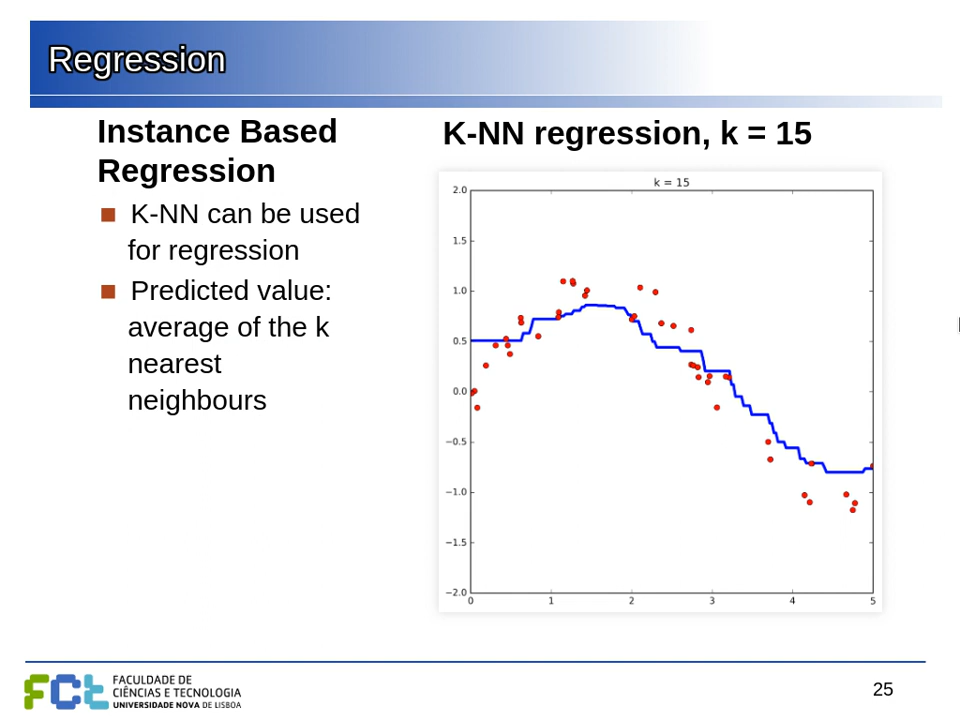 Regression
Instance Based
Regression
■ K-NN can be used
for regression
■ Predicted value:
average of the k
nearest
neighbours
K-NN regression, k = 15
k = 15
2.0
1.5
1.0
0.5
0.0
−0.5
−1.0
−1.5
−2.0
0 1 2 3 4 5
FCT FACULDADE DE
CIÊNCIAS E TECNOLOGIA
UNIVERSIDADE NOVA DE LISBOA
25